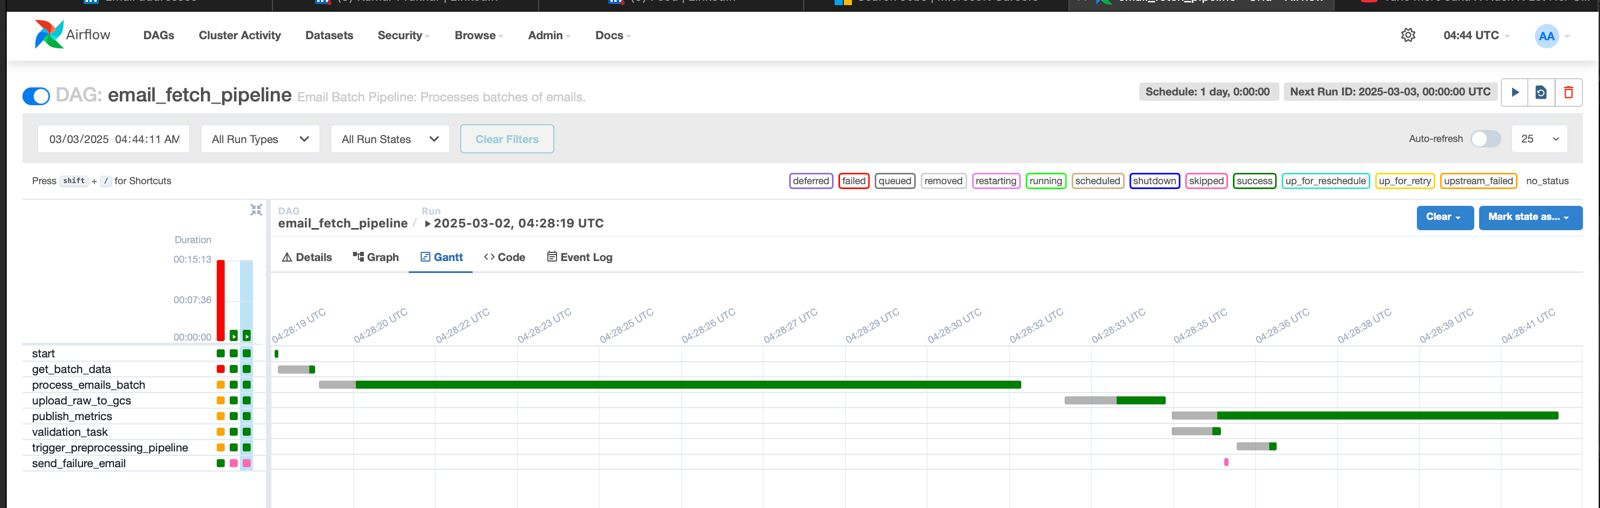 Airflow
DAGs Cluster Activity Datasets Security Browse Admin Docs 04:44 UTC AA
DAG: email_fetch_pipeline Email Batch Pipeline: Processes batches of emails. Schedule: 1 day, 0:00:00 Next Run ID: 2025-03-03, 00:00:00 UTC
03/03/2025 04:44:11 AM All Run Types All Run States Clear Filters Auto-refresh 25
Press shift + / for Shortcuts deferred failed queued removed restarting running scheduled shutdown skipped success up_for_reschedule up_for_retry upstream_failed no_status
DAG Run
email_fetch_pipeline / 2025-03-02, 04:28:19 UTC Clear Mark state as...
Duration
Details Graph Gantt Code Event Log
00:15:13
00:07:36
00:00:00
04:28:19 UTC 04:28:20 UTC 04:28:22 UTC 04:28:23 UTC 04:28:25 UTC 04:28:26 UTC 04:28:27 UTC 04:28:29 UTC 04:28:30 UTC 04:28:32 UTC 04:28:33 UTC 04:28:35 UTC 04:28:36 UTC 04:28:38 UTC 04:28:39 UTC 04:28:41 UTC
start
get_batch_data
process_emails_batch
upload_raw_to_gcs
publish_metrics
validation_task
trigger_preprocessing_pipeline
send_failure_email